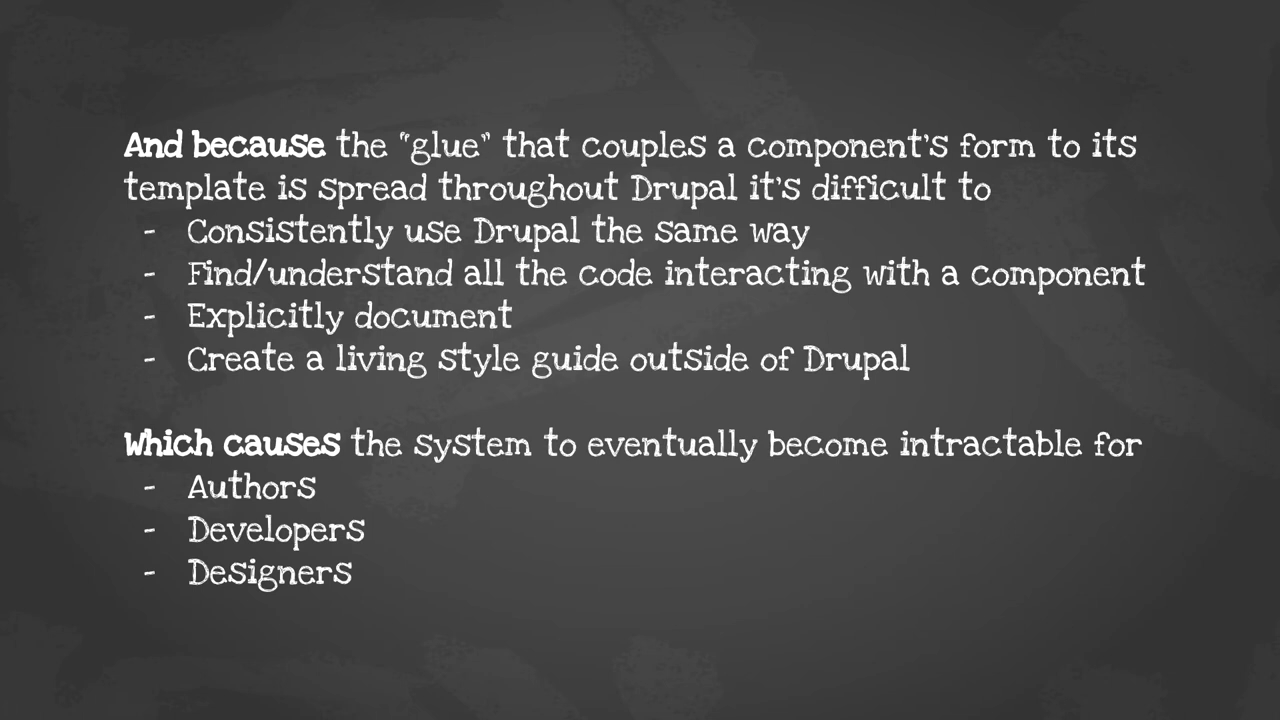 And because the “glue” that couples a component’s form to its
template is spread throughout Drupal it’s difficult to
- Consistently use Drupal the same way
- Find/understand all the code interacting with a component
- Explicitly document
- Create a living style guide outside of Drupal
Which causes the system to eventually become intractable for
- Authors
- Developers
- Designers